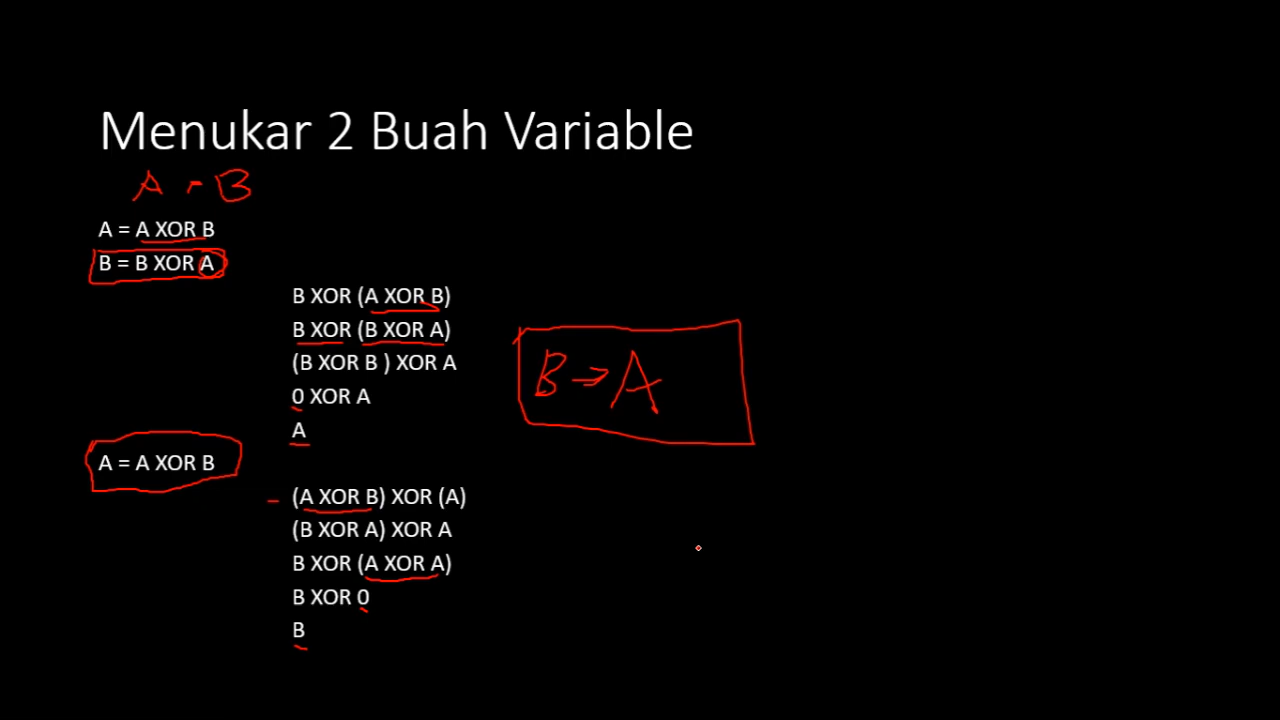 Menukar 2 Buah Variable
A - B
A = A XOR B
B = B XOR A
B XOR (A XOR B)
B XOR (B XOR A)
(B XOR B ) XOR A
0 XOR A
A
B → A
A = A XOR B
(A XOR B) XOR (A)
(B XOR A) XOR A
B XOR (A XOR A)
B XOR 0
B